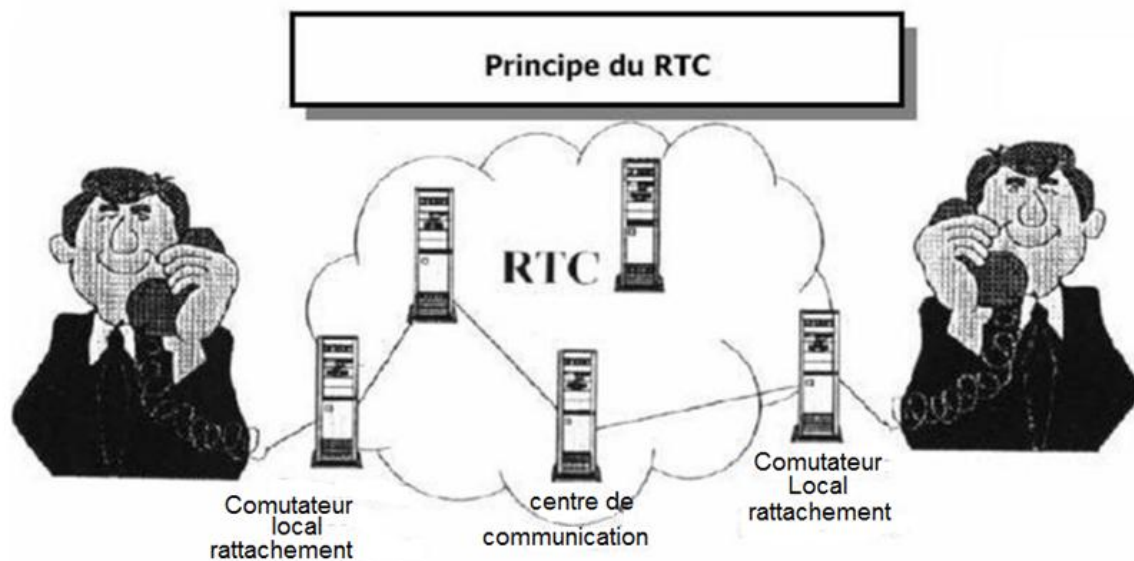 Principe du RTC
RTC
Comutateur
local
rattachement
centre de
communication
Comutateur
Local
rattachement